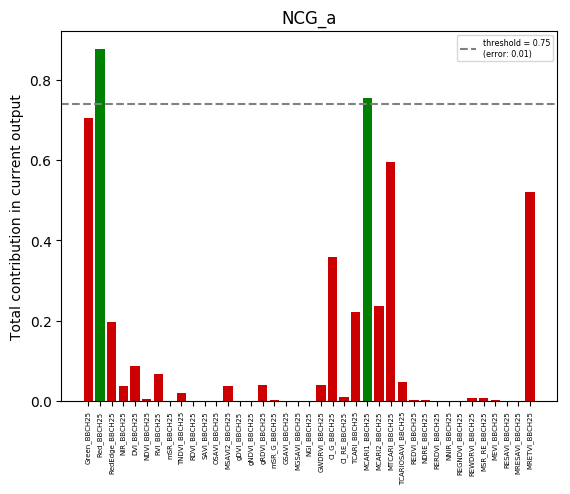 NCG_a
threshold = 0.75
(error: 0.01)
Total contribution in current output
0.8
0.6
0.4
0.2
0.0
Green_BBCH25
Red_BBCH25
RedEdge_BBCH25
NIR_BBCH25
DVI_BBCH25
NDVI_BBCH25
RVI_BBCH25
mSR_BBCH25
TNDVI_BBCH25
RDVI_BBCH25
SAVI_BBCH25
OSAVI_BBCH25
MSAVI2_BBCH25
gDVI_BBCH25
gNDVI_BBCH25
gRDVI_BBCH25
mSR_G_BBCH25
GSAVI_BBCH25
MGSAVI_BBCH25
NGI_BBCH25
GWDRVI_BBCH25
CI_G_BBCH25
CI_RE_BBCH25
TCARI_BBCH25
MCARI1_BBCH25
MCARI2_BBCH25
MTCARI_BBCH25
TCARIOSAVI_BBCH25
REDVI_BBCH25
NDRE_BBCH25
RERDVI_BBCH25
NNIR_BBCH25
REGNDVI_BBCH25
REWDRVI_BBCH25
MSR_RE_BBCH25
MEVI_BBCH25
RESAVI_BBCH25
MRESAVI_BBCH25
MRETVI_BBCH25